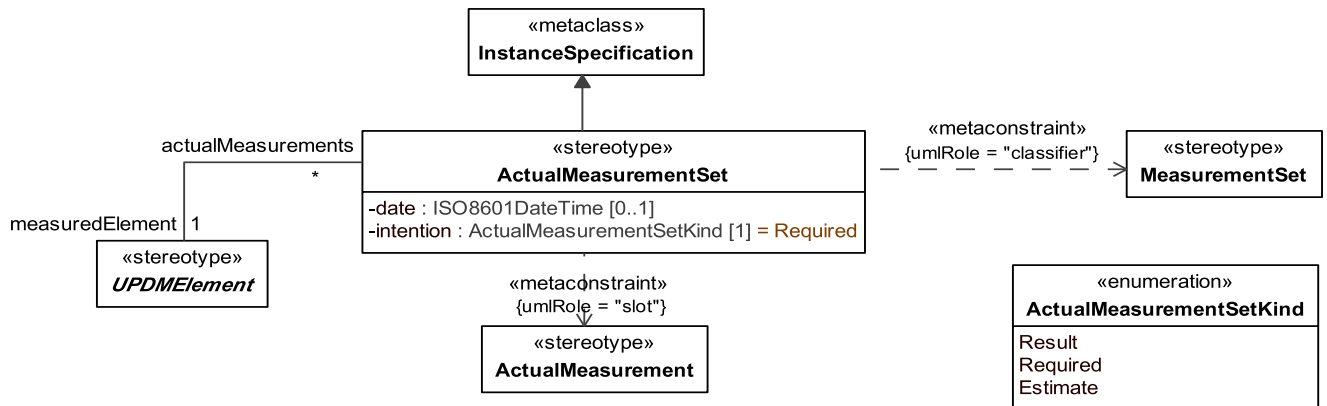 «metaclass»
InstanceSpecification
actualMeasurements
*
measuredElement 1
«stereotype»
UPDMElement
«stereotype»
ActualMeasurementSet
-date : ISO8601DateTime [0..1]
-intention : ActualMeasurementSetKind [1] = Required
«metaconstraint»
{umlRole = "classifier"}
«stereotype»
MeasurementSet
«metaconstraint»
{umlRole = "slot"}
«stereotype»
ActualMeasurement
«enumeration»
ActualMeasurementSetKind
Result
Required
Estimate